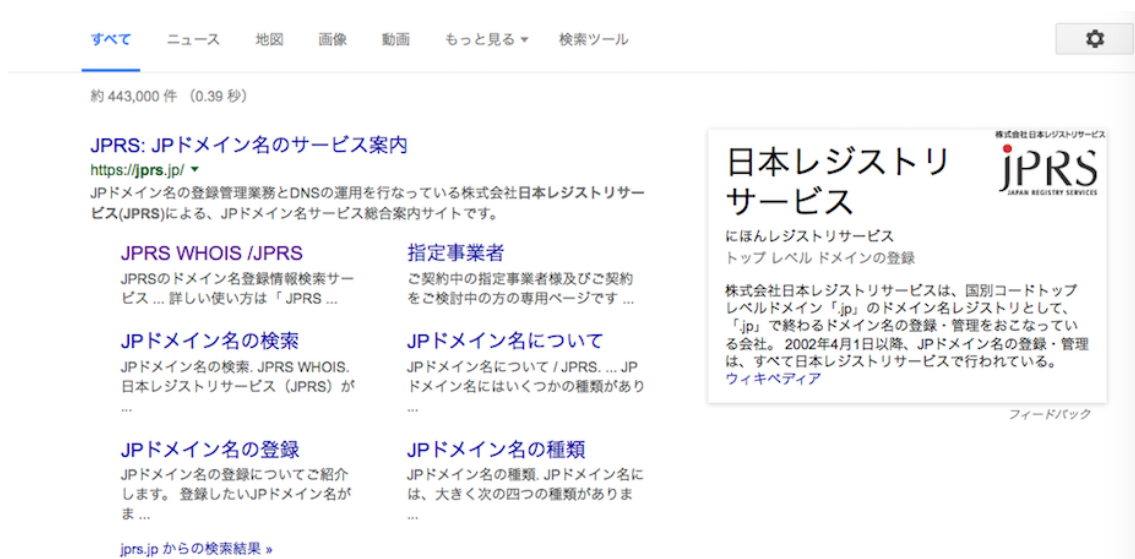 すべて ニュース 地図 画像 動画 もっと見る 検索ツール
約 443,000 件 （0.39 秒）
JPRS: JPドメイン名のサービス案内
https://jprs.jp/
JPドメイン名の登録管理業務とDNSの運用を行なっている株式会社日本レジストリサー
ビス(JPRS)による、JPドメイン名サービス総合案内サイトです。
JPRS WHOIS /JPRS
JPRSのドメイン名登録情報検索サー
ビス ... 詳しい使い方は「 JPRS ...
指定事業者
ご契約中の指定事業者様及びご契約
をご検討中の方の専用ページです ...
JPドメイン名の検索
JPドメイン名の検索. JPRS WHOIS.
日本レジストリサービス（JPRS）が
...
JPドメイン名について
JPドメイン名について / JPRS. ... JP
ドメイン名にはいくつかの種類があり
...
JPドメイン名の登録
JPドメイン名の登録についてご紹介
します。 登録したいJPドメイン名が
ま ...
JPドメイン名の種類
JPドメイン名の種類. JPドメイン名に
は、大きく次の四つの種類がありま
...
jprs.jp からの検索結果 »
日本レジストリ
サービス
株式会社日本レジストリサービス
jPRS
JAPAN REGISTRY SERVICES
にほんレジストリサービス
トップ レベル ドメインの登録
株式会社日本レジストリサービスは、国別コードトップ
レベルドメイン「.jp」のドメイン名レジストリとして、
「.jp」で終わるドメイン名の登録・管理をおこなってい
る会社。 2002年4月1日以降、JPドメイン名の登録・管理
は、すべて日本レジストリサービスで行われている。
ウィキペディア
フィードバック